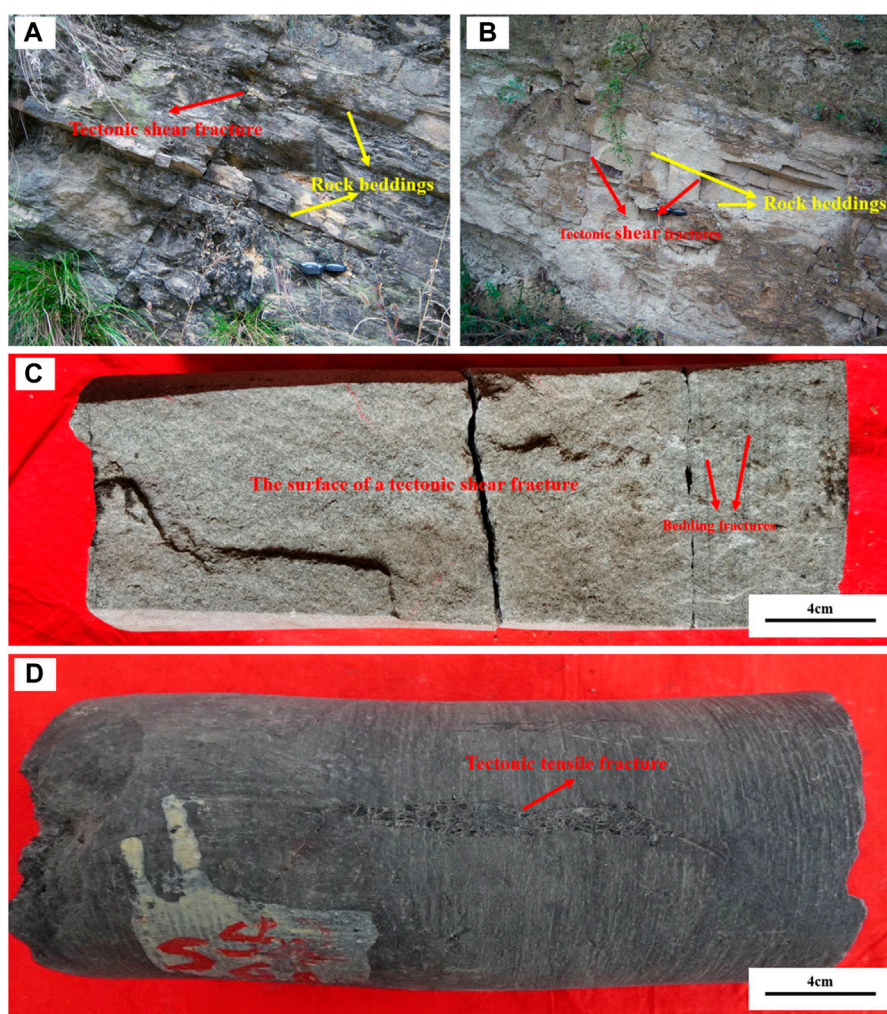 A
Tectonic shear fracture
Rock beddings
B
Rock beddings
Tectonic shear fractures
C
The surface of a tectonic shear fracture
Bedding fractures
4cm
D
Tectonic tensile fracture
4cm